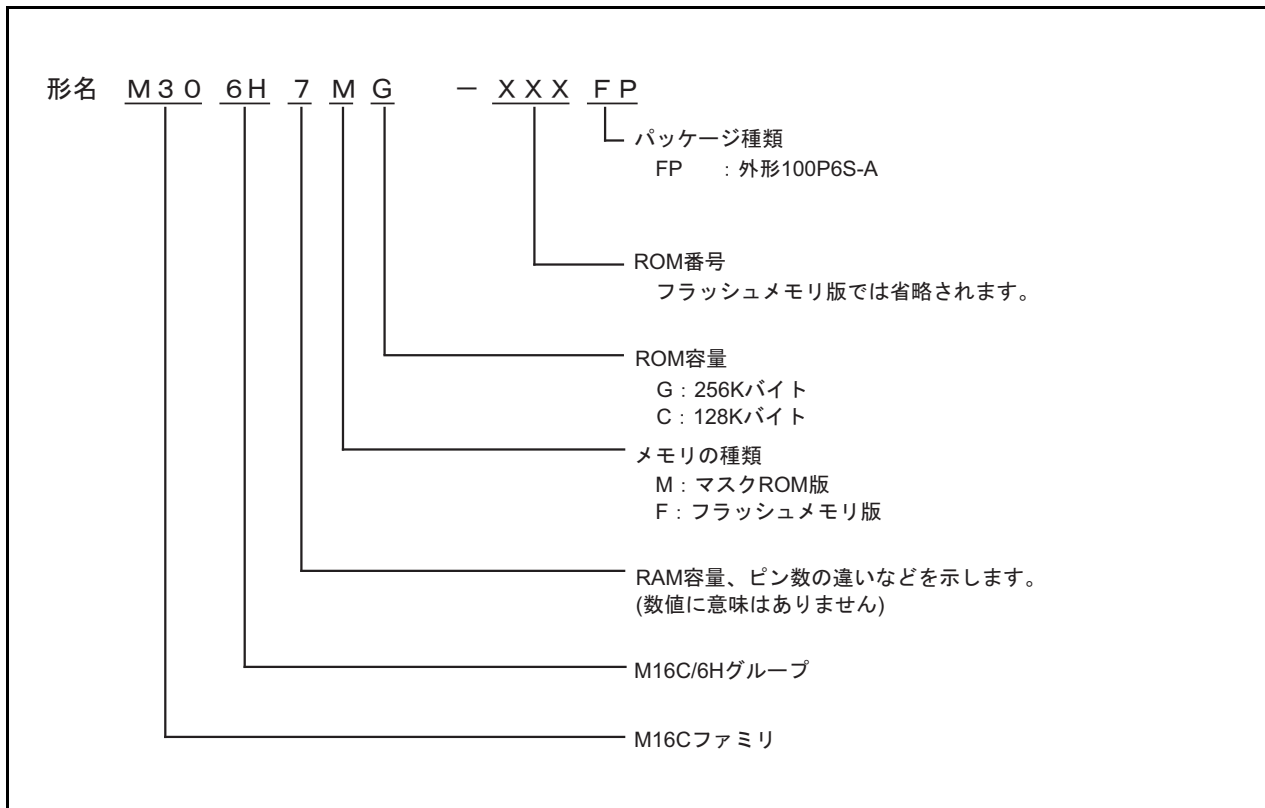 形名 M30 6H 7 M G － XXX FP
パッケージ種類
FP ：外形100P6S-A
ROM番号
フラッシュメモリ版では省略されます。
ROM容量
G：256Kバイト
C：128Kバイト
メモリの種類
M：マスクROM版
F：フラッシュメモリ版
RAM容量、ピン数の違いなどを示します。
(数値に意味はありません)
M16C/6Hグループ
M16Cファミリ